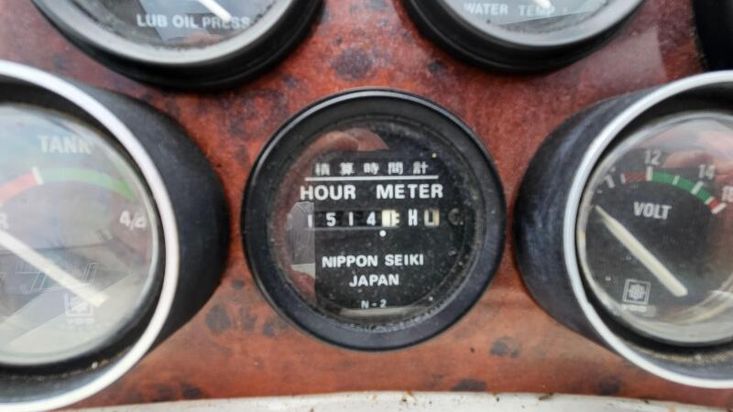 LUB OIL PRESS
WATER TEMP
TANK
4/4
積算時間計
HOUR METER
1514
H
NIPPON SEIKI
JAPAN
N-2
12 14
VOLT